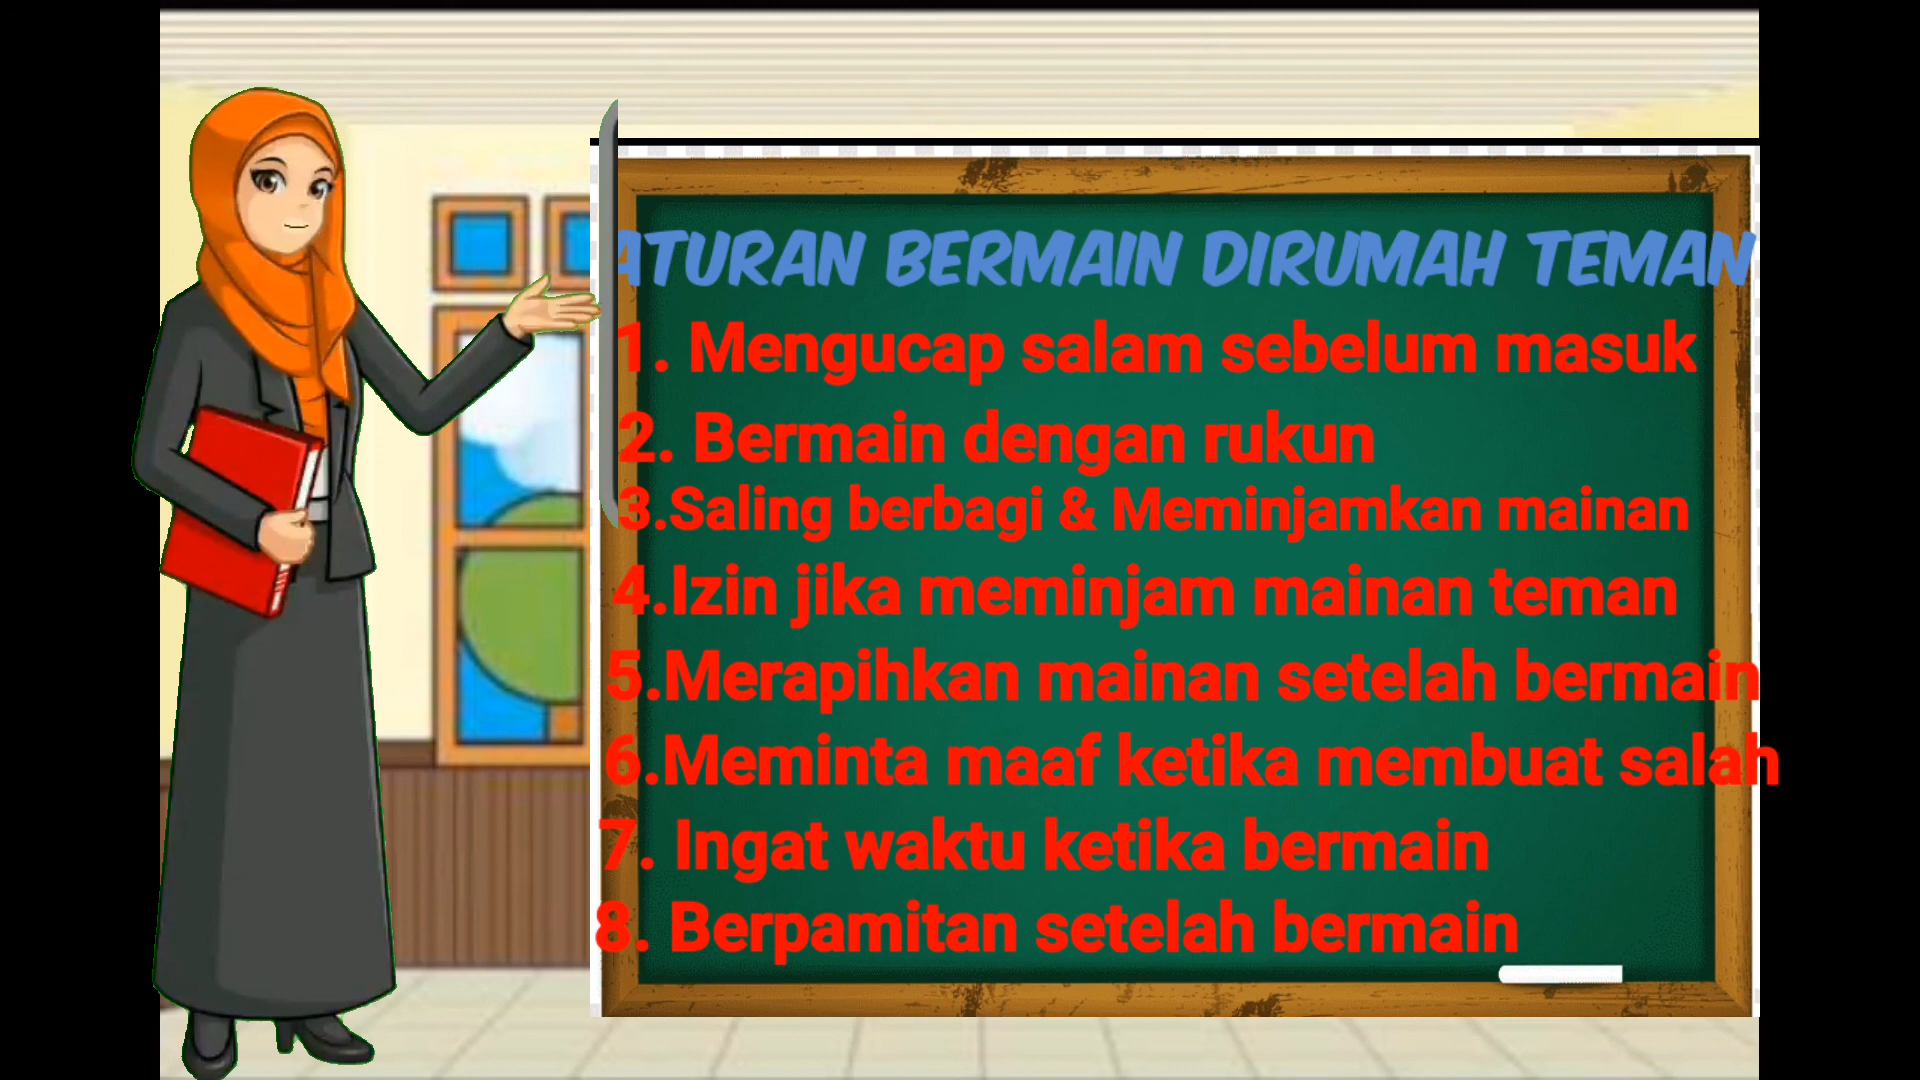 ATURAN BERMAIN DIRUMAH TEMAN
1. Mengucap salam sebelum masuk
2. Bermain dengan rukun
3.Saling berbagi & Meminjamkan mainan
4.Izin jika meminjam mainan teman
5.Merapihkan mainan setelah bermain
6.Meminta maaf ketika membuat salah
7. Ingat waktu ketika bermain
8. Berpamitan setelah bermain